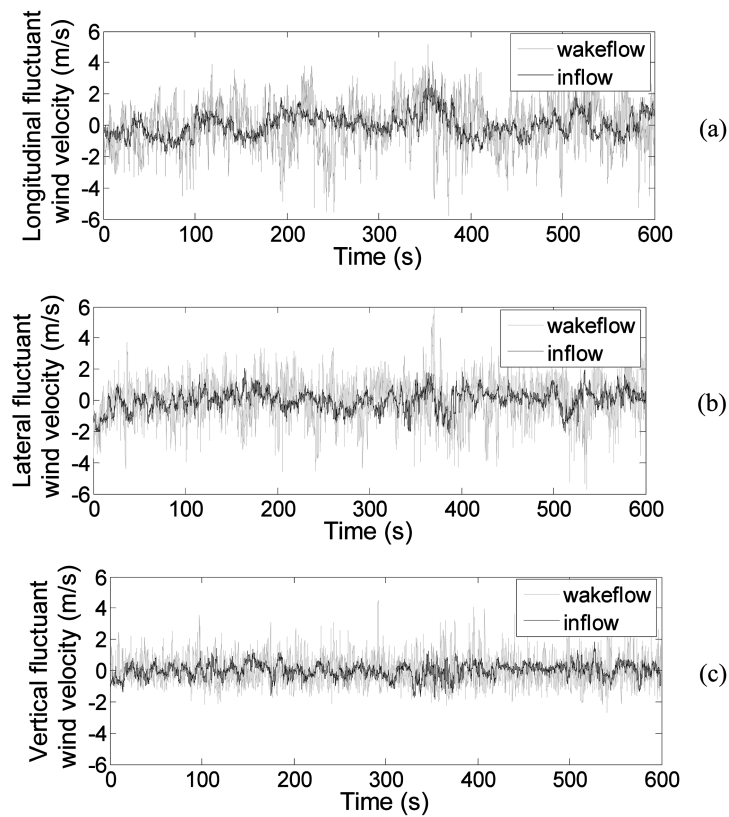 Longitudinal fluctuant
wind velocity (m/s)
6
4
2
0
-2
-4
-6
wakeflow
inflow
0 100 200 300 400 500 600
Time (s)
(a)
Lateral fluctuant
wind velocity (m/s)
6
4
2
0
-2
-4
-6
wakeflow
inflow
0 100 200 300 400 500 600
Time (s)
(b)
Vertical fluctuant
wind velocity (m/s)
6
4
2
0
-2
-4
-6
wakeflow
inflow
0 100 200 300 400 500 600
Time (s)
(c)